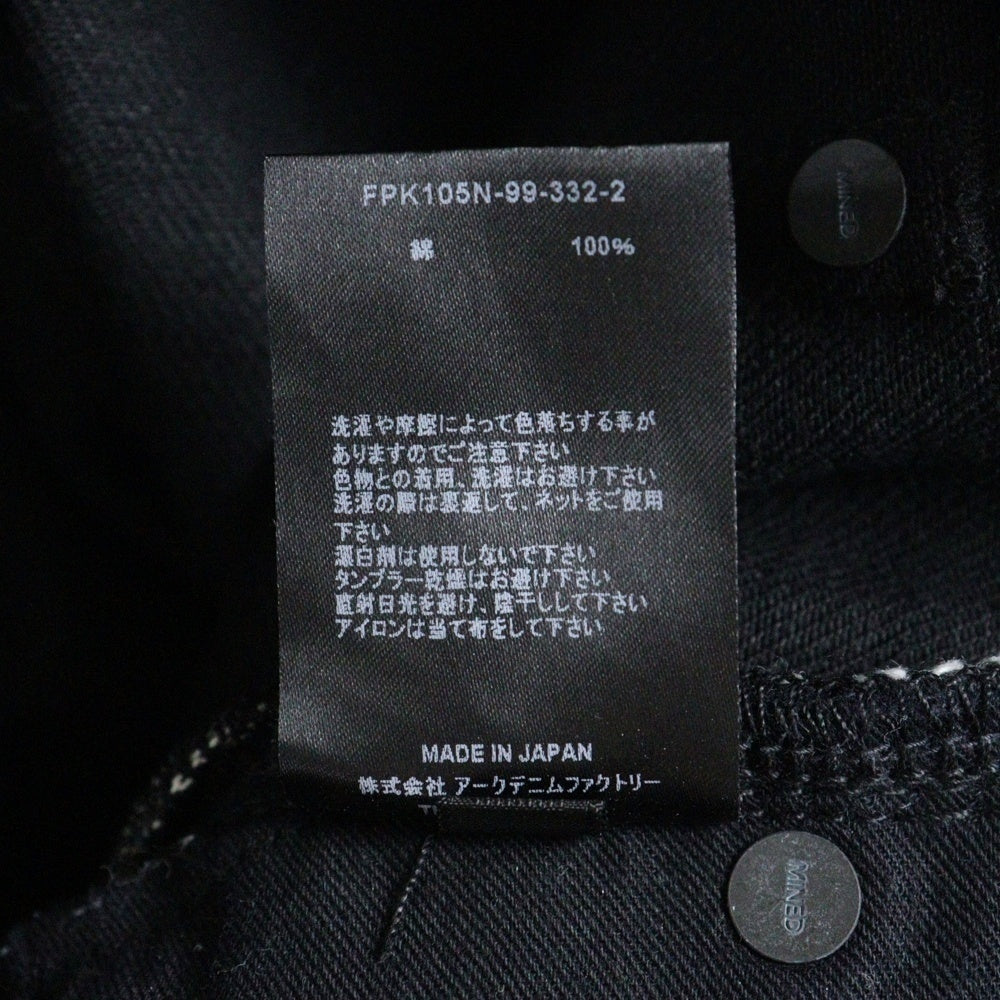 FPK105N-99-332-2
MINED
綿 100%
洗濯や摩擦によって色落ちする事が
ありますのでご注意下さい
色物との着用、洗濯はお避け下さい
洗濯の際は裏返して、ネットをご使用
下さい
漂白剤は使用しないで下さい
タンブラー乾燥はお避け下さい
直射日光を避け、陰干しして下さい
アイロンは当て布をして下さい
MADE IN JAPAN
株式会社 アークデニムファクトリー
MINED